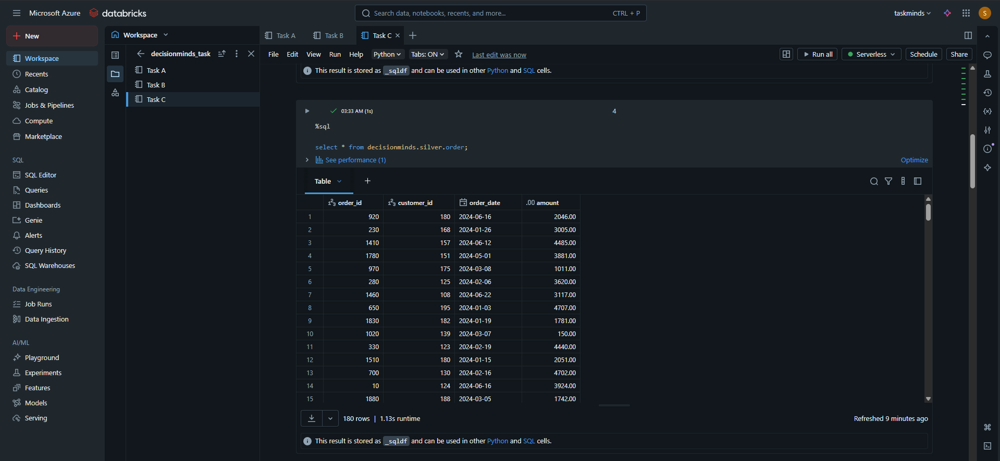 Microsoft Azure databricks
Search data, notebooks, recents, and more... CTRL + P
taskminds S
New
Workspace
Recents
Catalog
Jobs & Pipelines
Compute
Marketplace
SQL
SQL Editor
Queries
Dashboards
Genie
Alerts
Query History
SQL Warehouses
Data Engineering
Job Runs
Data Ingestion
AI/ML
Playground
Experiments
Features
Models
Serving
Workspace
decisionminds_task
Task A
Task B
Task C
Task A Task B Task C
File Edit View Run Help Python Tabs: ON Last edit was now
Run all Serverless Schedule Share
This result is stored as _sqldf and can be used in other Python and SQL cells.
03:33 AM (1s) 4
%sql
select * from decisionminds.silver.order;
See performance (1) Optimize
Table
order_id customer_id order_date .00 amount
1 920 180 2024-06-16 2046.00
2 230 168 2024-01-26 3005.00
3 1410 157 2024-06-12 4485.00
4 1780 151 2024-05-01 3881.00
5 970 175 2024-03-08 1011.00
6 280 125 2024-02-06 3620.00
7 1460 108 2024-06-22 3117.00
8 650 195 2024-01-03 4707.00
9 1830 182 2024-01-19 1781.00
10 1020 139 2024-03-07 150.00
11 330 123 2024-02-19 4440.00
12 1510 180 2024-01-15 2051.00
13 700 130 2024-02-16 4702.00
14 10 124 2024-06-16 3924.00
15 1880 188 2024-03-05 1742.00
180 rows | 1.13s runtime
Refreshed 9 minutes ago
This result is stored as _sqldf and can be used in other Python and SQL cells.